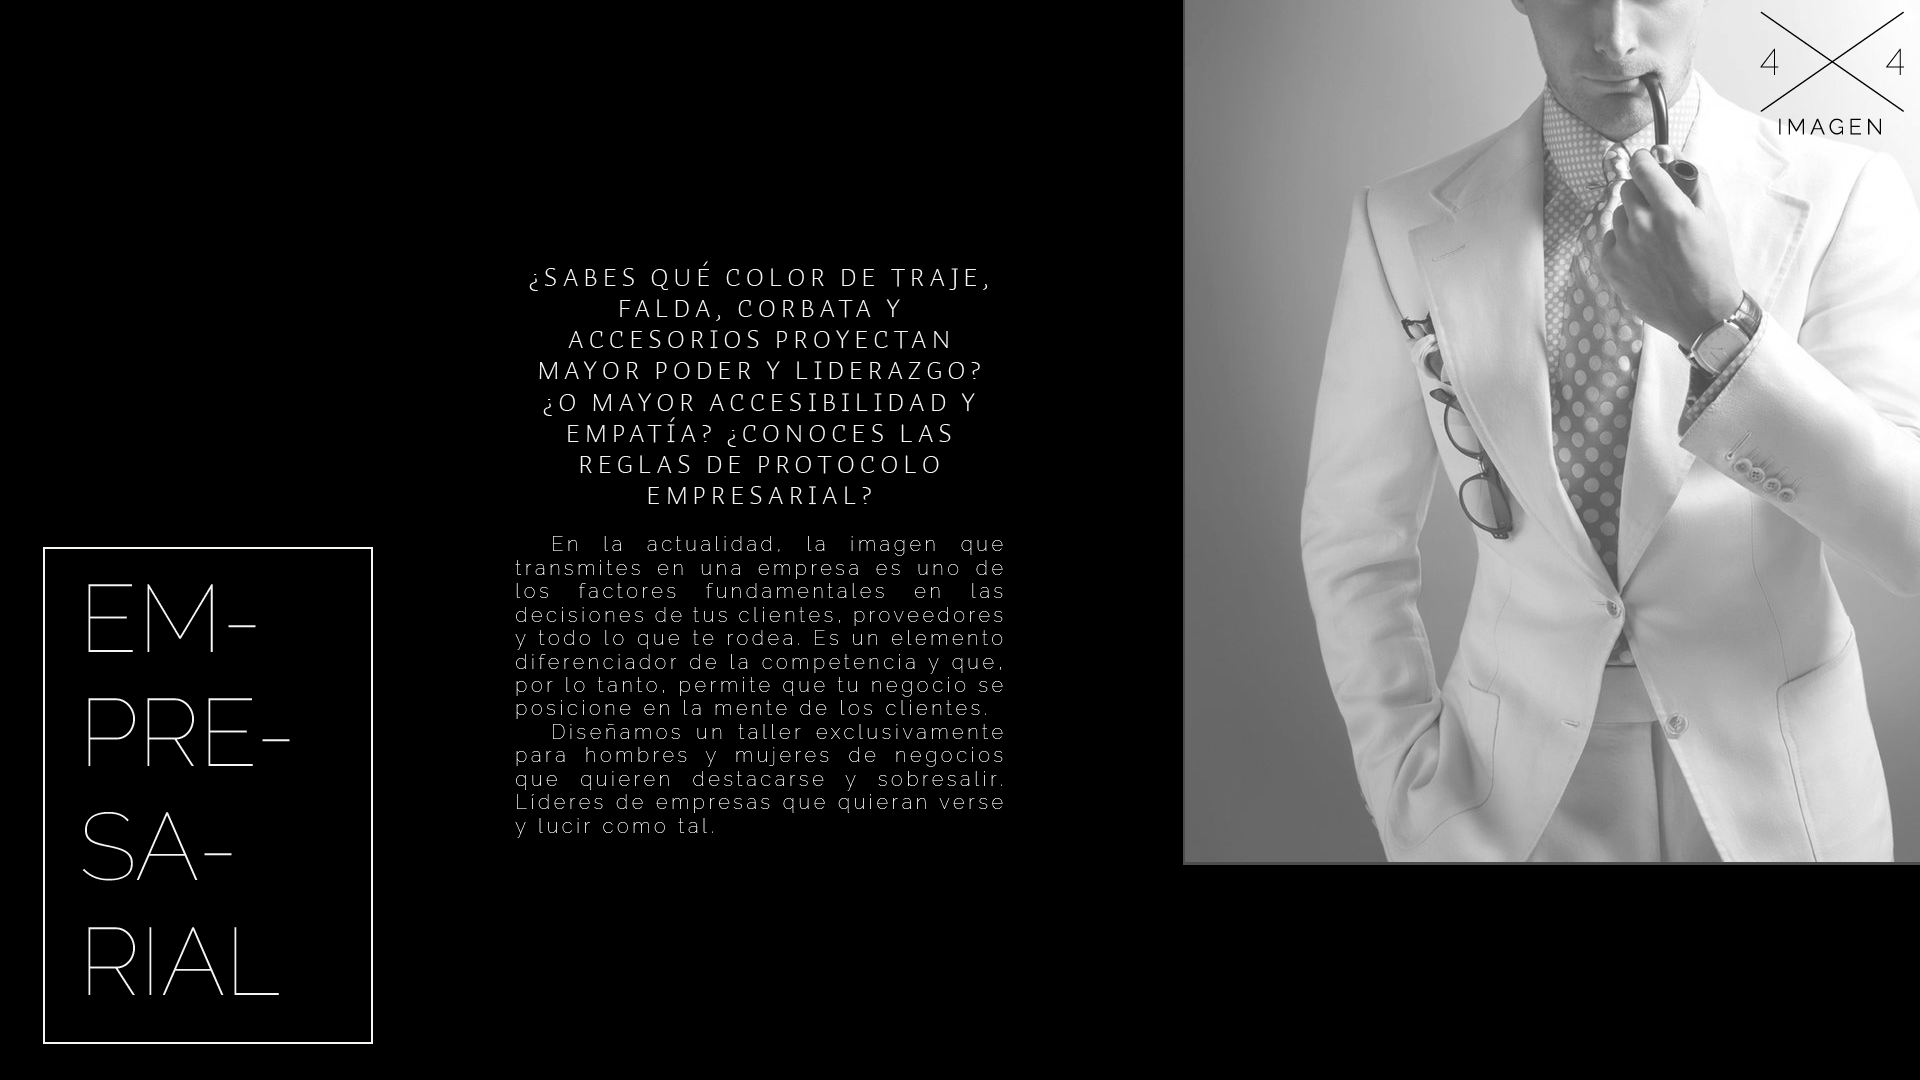 4 4
IMAGEN
¿SABES QUÉ COLOR DE TRAJE,
FALDA, CORBATA Y
ACCESORIOS PROYECTAN
MAYOR PODER Y LIDERAZGO?
¿O MAYOR ACCESIBILIDAD Y
EMPATÍA? ¿CONOCES LAS
REGLAS DE PROTOCOLO
EMPRESARIAL?
En la actualidad, la imagen que
transmites en una empresa es uno de
los factores fundamentales en las
decisiones de tus clientes, proveedores
y todo lo que te rodea. Es un elemento
diferenciador de la competencia y que,
por lo tanto, permite que tu negocio se
posicione en la mente de los clientes.
Diseñamos un taller exclusivamente
para hombres y mujeres de negocios
que quieren destacarse y sobresalir.
Líderes de empresas que quieran verse
y lucir como tal.
EM-
PRE-
SA-
RIAL